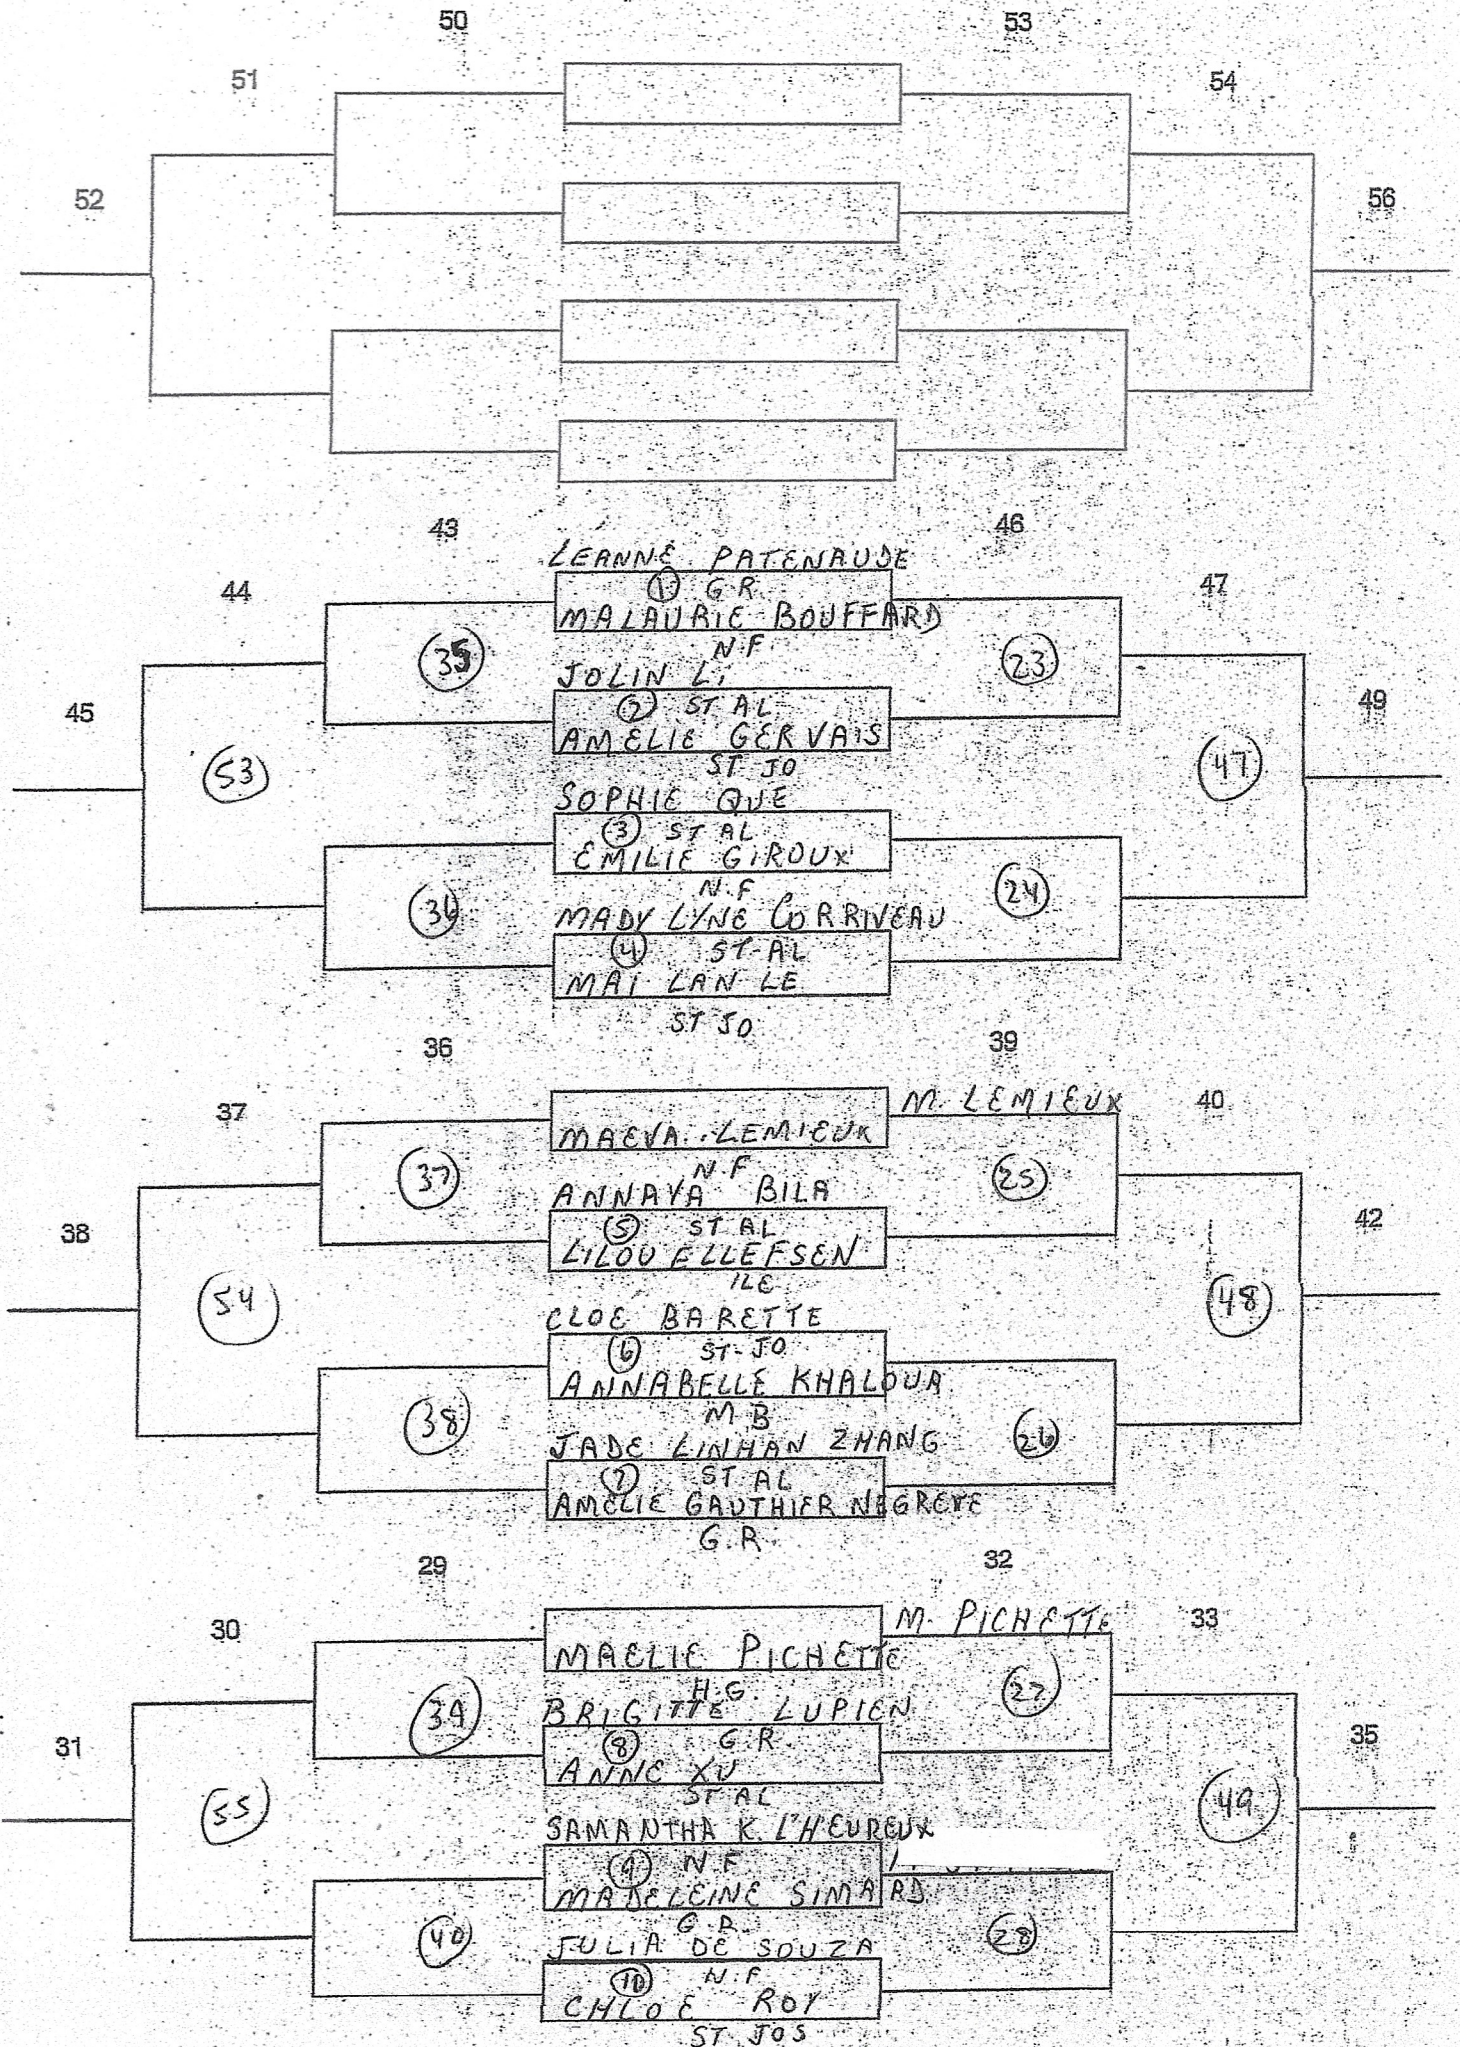 50
53
51
54
52
56
43
46
LEANNE PATENAUDE
① G.R.
44
47
MALAURIE BOUFFARD
N.F.
35
23
JOLIN Li
② ST AL
45
49
AMELIE GERVAIS
ST JO
53
47
SOPHIE QUE
③ ST AL
EMILIE GIROUX
N.F
36
24
MADY LYNE CORRIVEAU
④ ST-AL
MAI LAN LE
ST JO
36
39
M. LEMIEUX
37
40
MAEVA LEMIEUX
N F
37
25
ANNAYA BILA
⑤ ST AL
38
42
LILOU ELLEFSEN
ILE
54
48
CLOE BARETTE
⑥ ST-JO
ANNABELLE KHALOUA
M B
38
26
JADE LINHAN ZHANG
⑦ ST AL
AMELIE GAUTHIER NEGREVE
G.R.
29
32
M. PICHETTE
30
33
MAELIE PICHETTE
H.G.
39
27
BRIGITTE LUPIEN
⑧ G.R.
31
35
ANNE XU
ST AL
55
49
SAMANTHA K. L'HEUREUX
⑨ N.F
MADELEINE SIMARD
G.R.
40
28
JULIA DE SOUZA
⑩ N.F
CHLOE ROY
ST JOS